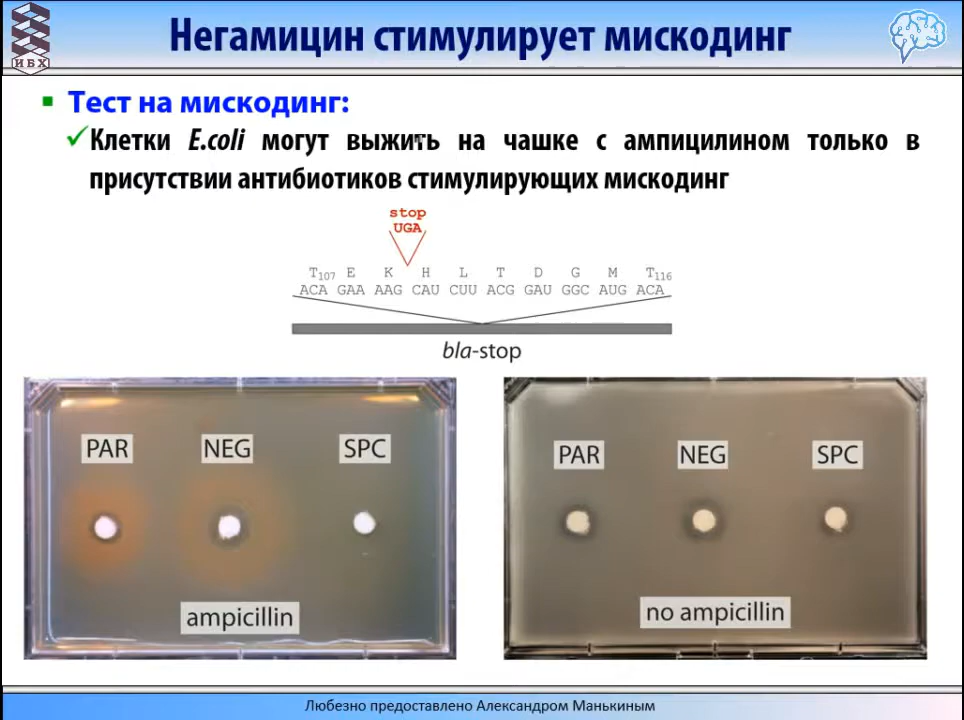 ИБХ
Негамицин стимулирует мискодинг
Тест на мискодинг:
Клетки E.coli могут выжить на чашке с ампицилином только в
присутствии антибиотиков стимулирующих мискодинг
stop
UGA
T107 E K H L T D G M T116
ACA GAA AAG CAU CUU ACG GAU GGC AUG ACA
bla-stop
PAR NEG SPC
ampicillin
PAR NEG SPC
no ampicillin
Любезно предоставлено Александром Манькиным